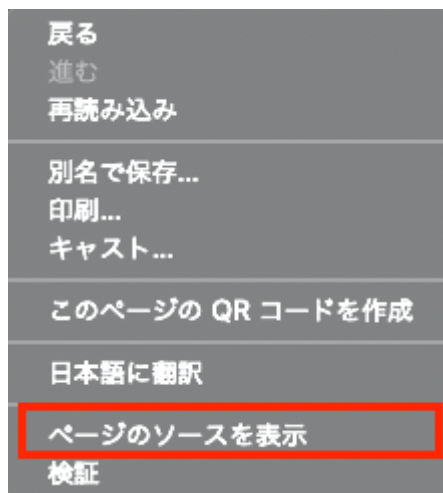 戻る
進む
再読み込み
別名で保存...
印刷...
キャスト...
このページの QR コードを作成
日本語に翻訳
ページのソースを表示
検証